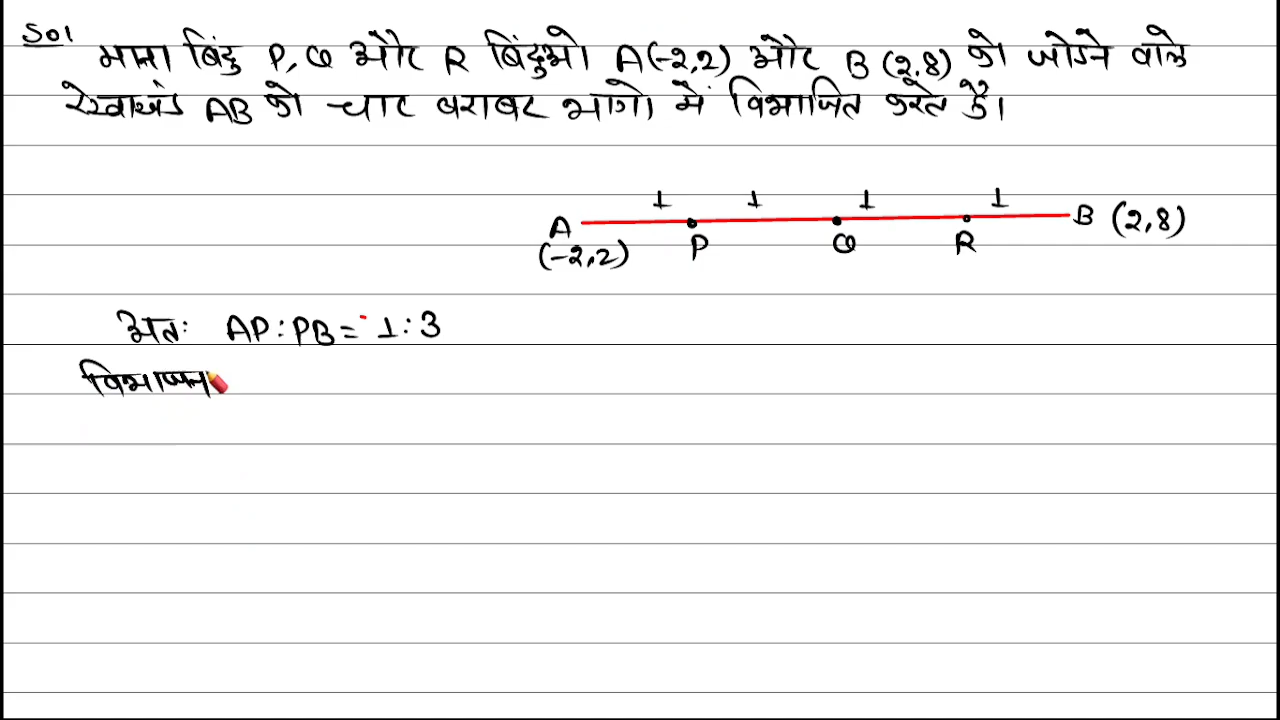 Sol
माना बिंदु P, Q और R बिंदुओ A(-2,2) और B (2,8) को जोडने वाले
रेखाखंड AB को चार बराबर भागो में विभाजित करते है।
1 1 1 1
A B (2,8)
(-2,2) P Q R
अतः AP:PB= 1:3
विभाजन